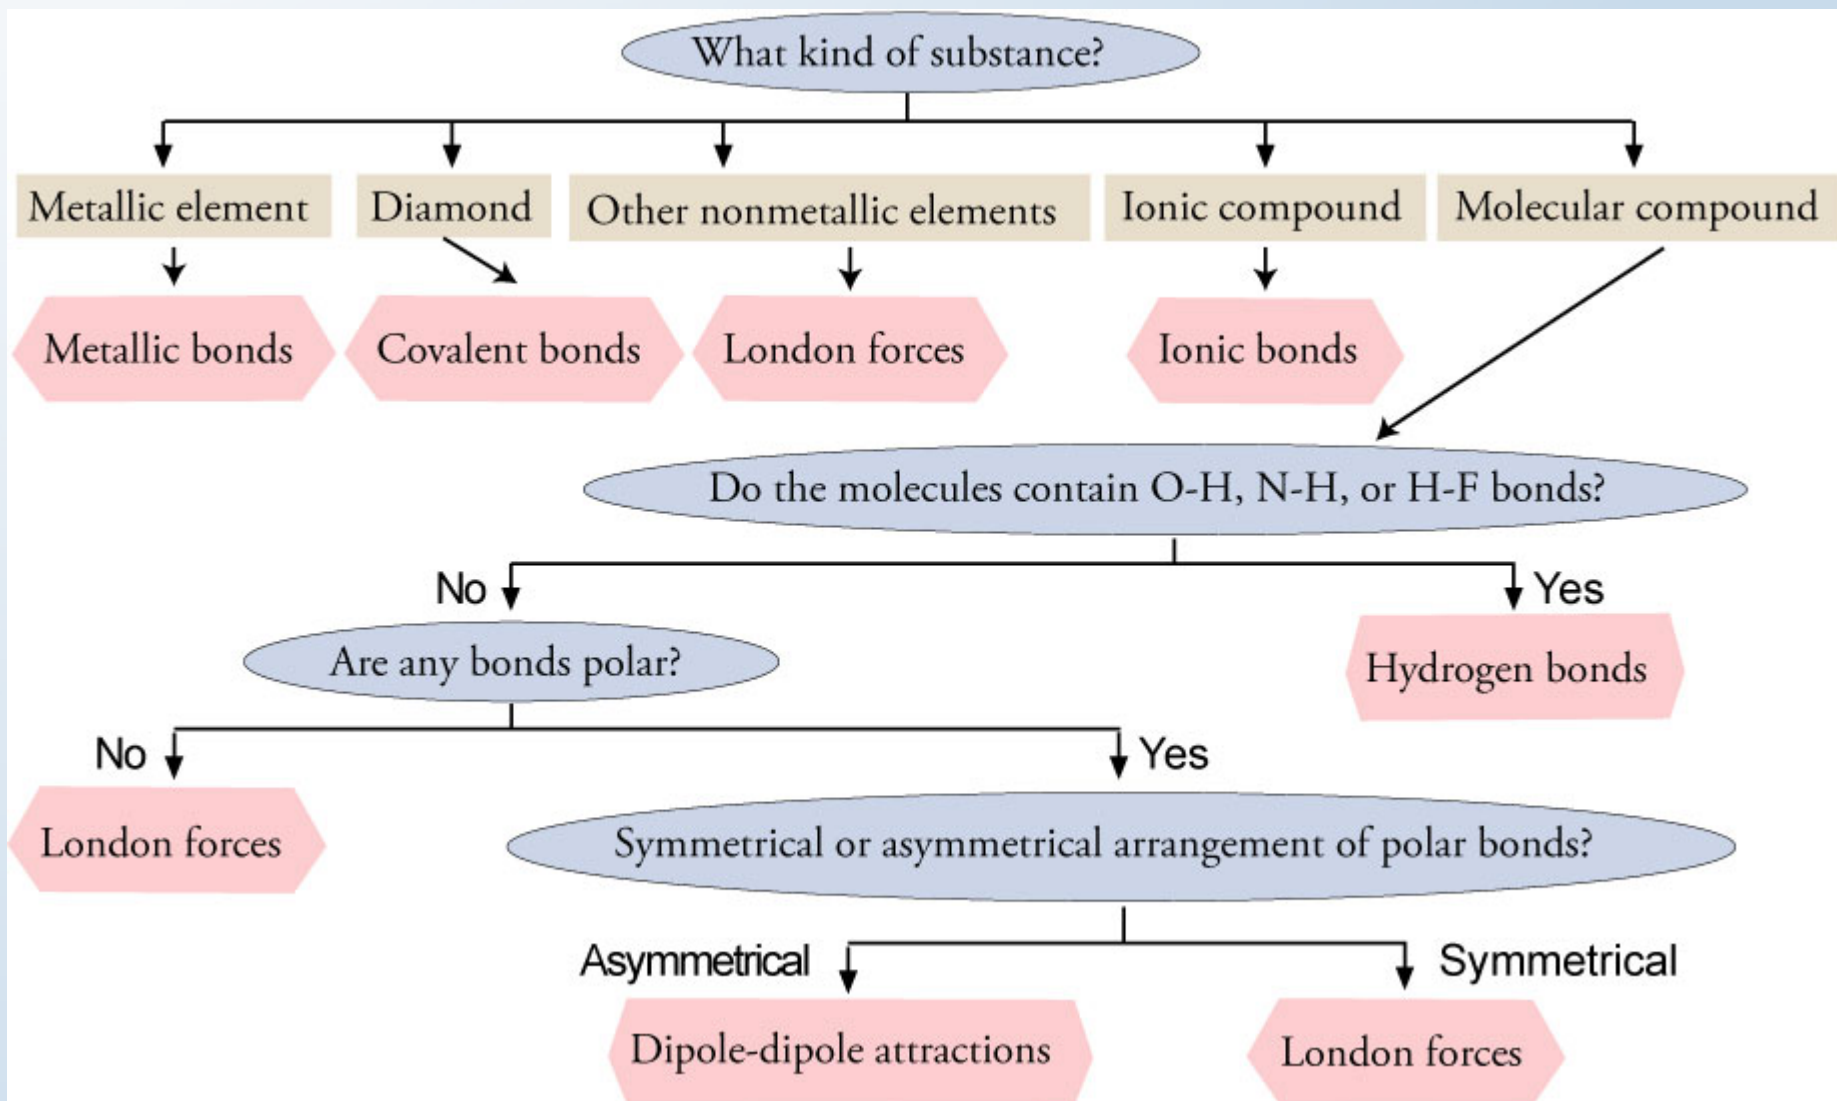 What kind of substance?
Metallic element
Diamond
Other nonmetallic elements
Ionic compound
Molecular compound
Metallic bonds
Covalent bonds
London forces
Ionic bonds
Do the molecules contain O-H, N-H, or H-F bonds?
No
Yes
Are any bonds polar?
Hydrogen bonds
No
Yes
London forces
Symmetrical or asymmetrical arrangement of polar bonds?
Asymmetrical
Symmetrical
Dipole-dipole attractions
London forces